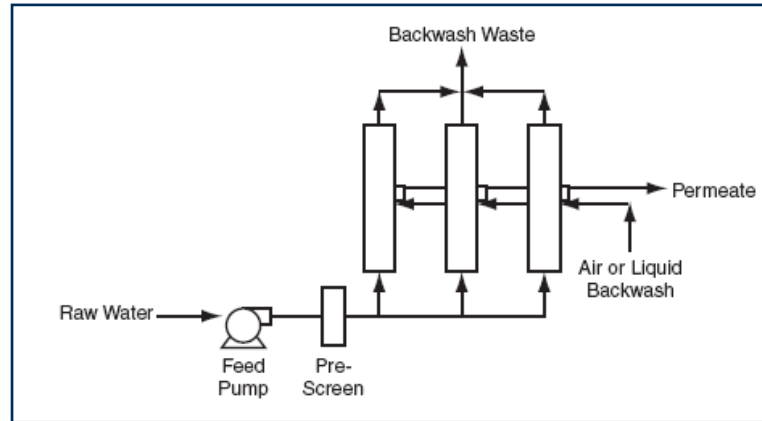 Backwash Waste
Permeate
Air or Liquid
Backwash
Raw Water
Feed
Pump
Pre-
Screen